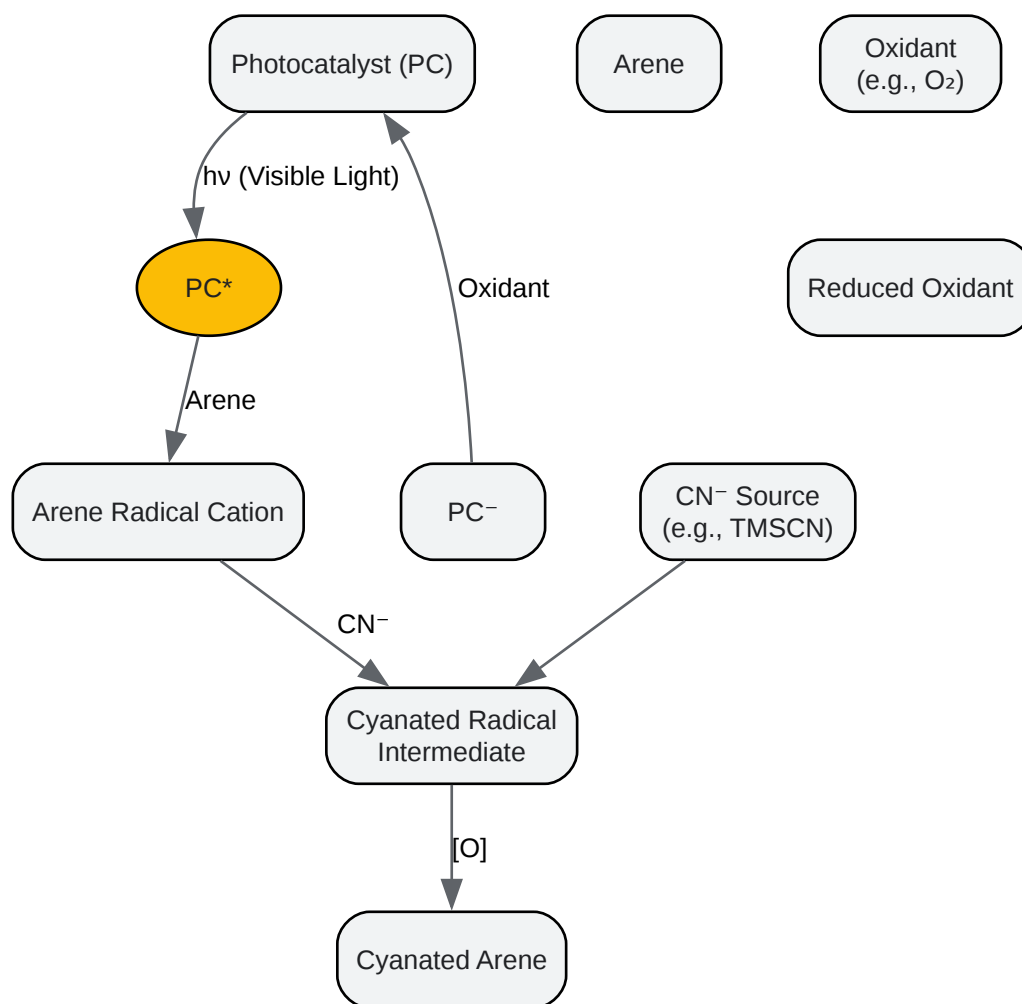 Photocatalyst (PC)
Arene
Oxidant
(e.g., O₂)
hν (Visible Light)
PC*
Oxidant
Reduced Oxidant
Arene
Arene Radical Cation
PC⁻
CN⁻ Source
(e.g., TMSCN)
CN⁻
Cyanated Radical
Intermediate
[O]
Cyanated Arene